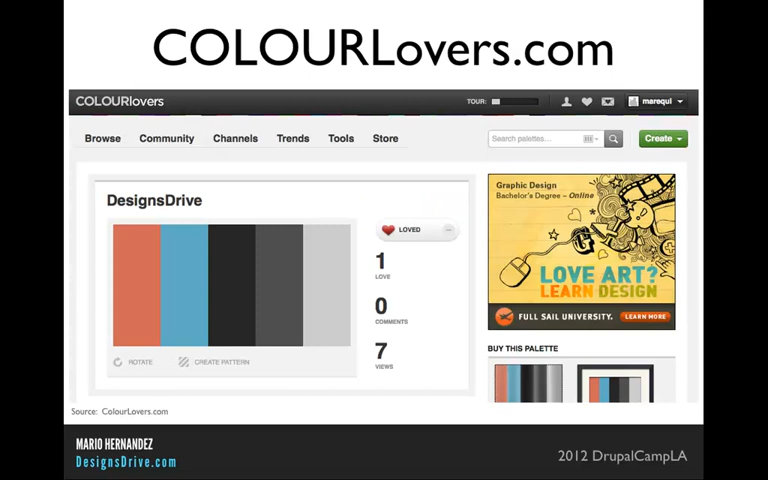 COLOURLovers.com
COLOURlovers
TOUR:
marequl
Browse Community Channels Trends Tools Store
Search palettes...
Create
DesignsDrive
LOVED
1
LOVE
0
COMMENTS
7
VIEWS
ROTATE
CREATE PATTERN
Graphic Design
Bachelor's Degree – Online
LOVE ART?
LEARN DESIGN
FULL SAIL UNIVERSITY.
LEARN MORE
BUY THIS PALETTE
Source: ColourLovers.com
MARIO HERNANDEZ
DesignsDrive.com
2012 DrupalCampLA